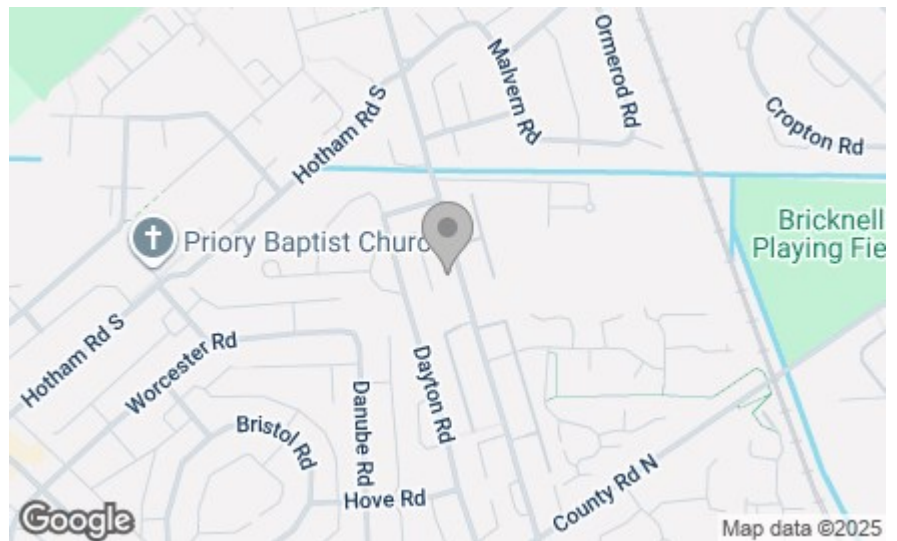 Ormerod Rd
Malvern Rd
Cropton Rd
Hotham Rd S
Priory Baptist Churc
Bricknell
Playing Fie
Hotham Rd S
Worcester Rd
Dayton Rd
Danube Rd
Bristol Rd
Hove Rd
County Rd N
Google
Map data ©2025